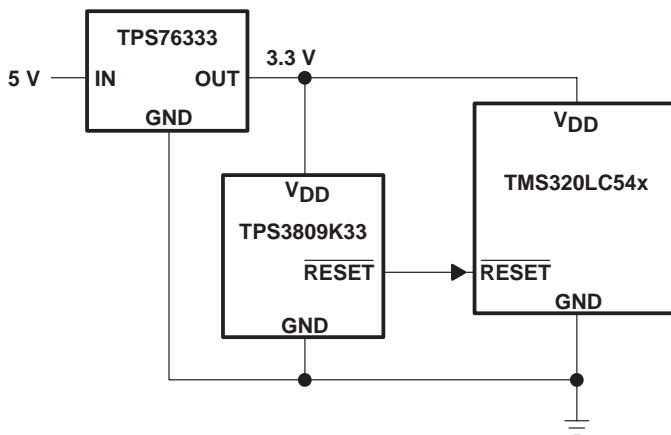 TPS76333
3.3 V
5 V IN OUT
GND
VDD
TMS320LC54x
VDD
TPS3809K33
RESET RESET
GND
GND